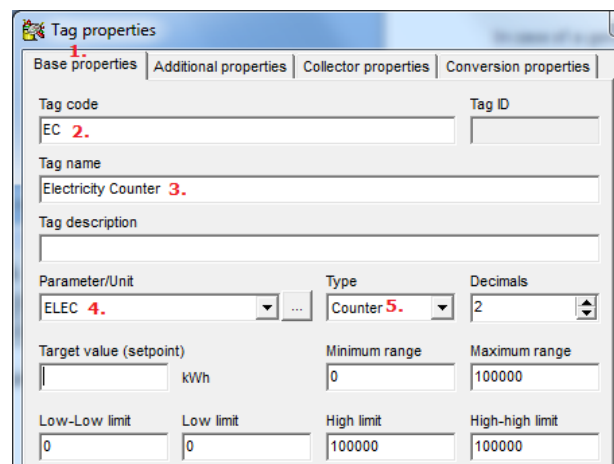 Tag properties
1.
Base properties Additional properties Collector properties Conversion properties
Tag code Tag ID
EC 2.
Tag name
Electricity Counter 3.
Tag description
Parameter/Unit Type Decimals
ELEC 4. ... Counter 5. 2
Target value (setpoint) Minimum range Maximum range
kWh 0 100000
Low-Low limit Low limit High limit High-high limit
0 0 100000 100000